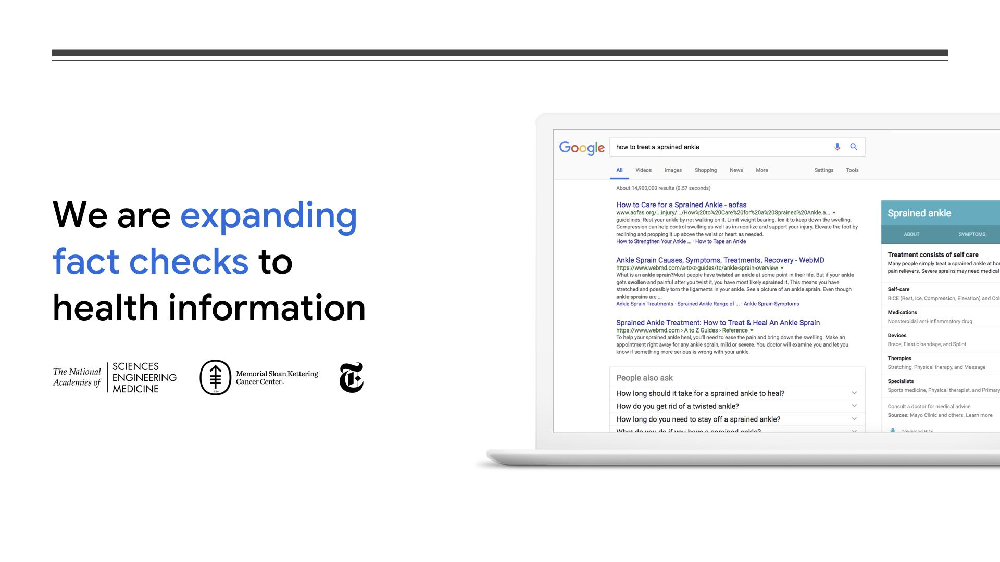 We are expanding
fact checks to
health information
The National
Academies of
SCIENCES
ENGINEERING
MEDICINE
1884
Memorial Sloan Kettering
Cancer Center
Google
how to treat a sprained ankle
All Videos Images Shopping News More Settings Tools
About 14,900,000 results (0.57 seconds)
How to Care for a Sprained Ankle - aofas
www.aofas.org/...injury/.../How%20to%20Care%20for%20a%20Sprained%20Ankle.a...
guidelines: Rest your ankle by not walking on it. Limit weight bearing. Ice it to keep down the swelling.
Compression can help control swelling as well as immobilize and support your injury. Elevate the foot by
reclining and propping it up above the waist or heart as needed.
How to Strengthen Your Ankle ... · How to Tape an Ankle
Ankle Sprain Causes, Symptoms, Treatments, Recovery - WebMD
https://www.webmd.com/a-to-z-guides/tc/ankle-sprain-overview
What is an ankle sprain?Most people have twisted an ankle at some point in their life. But if your ankle
gets swollen and painful after you twist it, you have most likely sprained it. This means you have
stretched and possibly torn the ligaments in your ankle. See a picture of an ankle sprain. Even though
ankle sprains are ...
Ankle Sprain Treatments · Sprained Ankle Range of ... · Ankle Sprain-Symptoms
Sprained Ankle Treatment: How to Treat & Heal An Ankle Sprain
https://www.webmd.com › A to Z Guides › Reference
To help your sprained ankle heal, you'll need to ease the pain and bring down the swelling. Make an
appointment right away for any ankle sprain, mild or severe. You doctor will examine you and let you
know if something more serious is wrong with your ankle.
People also ask
How long should it take for a sprained ankle to heal?
How do you get rid of a twisted ankle?
How long do you need to stay off a sprained ankle?
What do you do if you have a sprained ankle?
Sprained ankle
ABOUT SYMPTOMS
Treatment consists of self care
Many people simply treat a sprained ankle at
pain relievers. Severe sprains may need medical
Self-care
RICE (Rest, Ice, Compression, Elevation) and
Medications
Nonsteroidal anti-Inflammatory drug
Devices
Brace, Elastic bandage, and Splint
Therapies
Stretching, Physical therapy, and Massage
Specialists
Sports medicine, Physical therapist, and Primary
Consult a doctor for medical advice
Sources: Mayo Clinic and others. Learn more
Download PDF